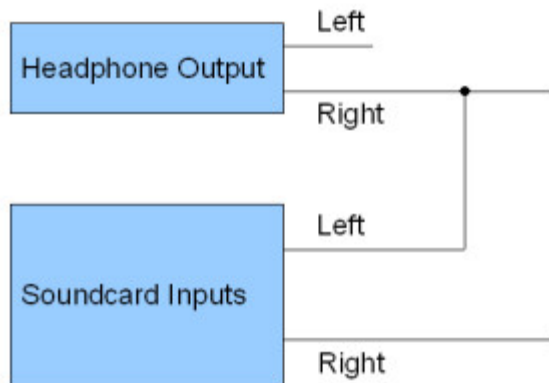 Left
Headphone Output
Right
Left
Soundcard Inputs
Right